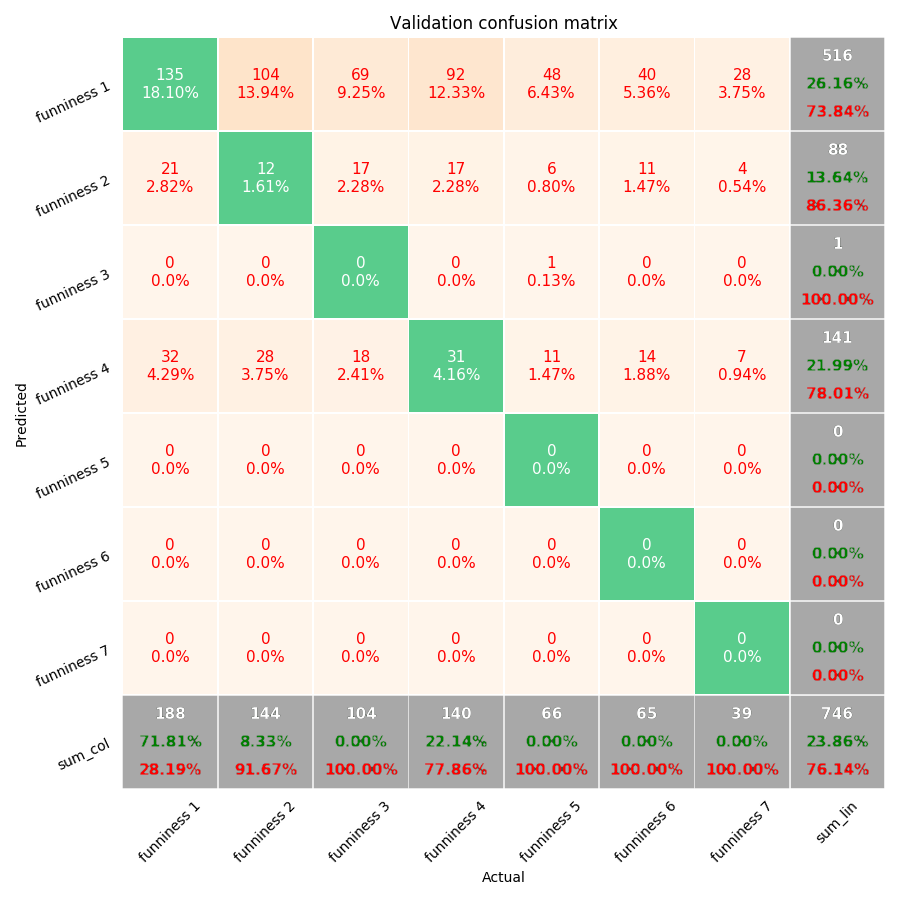 Validation confusion matrix
funniness 1
135 104 69 92 48 40 28 516
18.10% 13.94% 9.25% 12.33% 6.43% 5.36% 3.75% 26.16%
73.84%
funniness 2
21 12 17 17 6 11 4 88
2.82% 1.61% 2.28% 2.28% 0.80% 1.47% 0.54% 13.64%
86.36%
funniness 3
0 0 0 0 1 0 0 1
0.0% 0.0% 0.0% 0.0% 0.13% 0.0% 0.0% 0.00%
100.00%
funniness 4
32 28 18 31 11 14 7 141
4.29% 3.75% 2.41% 4.16% 1.47% 1.88% 0.94% 21.99%
78.01%
Predicted
funniness 5
0 0 0 0 0 0 0 0
0.0% 0.0% 0.0% 0.0% 0.0% 0.0% 0.0% 0.00%
0.00%
funniness 6
0 0 0 0 0 0 0 0
0.0% 0.0% 0.0% 0.0% 0.0% 0.0% 0.0% 0.00%
0.00%
funniness 7
0 0 0 0 0 0 0 0
0.0% 0.0% 0.0% 0.0% 0.0% 0.0% 0.0% 0.00%
0.00%
sum_col
188 144 104 140 66 65 39 746
71.81% 8.33% 0.00% 22.14% 0.00% 0.00% 0.00% 23.86%
28.19% 91.67% 100.00% 77.86% 100.00% 100.00% 100.00% 76.14%
funniness 1 funniness 2 funniness 3 funniness 4 funniness 5 funniness 6 funniness 7 sum_lin
Actual